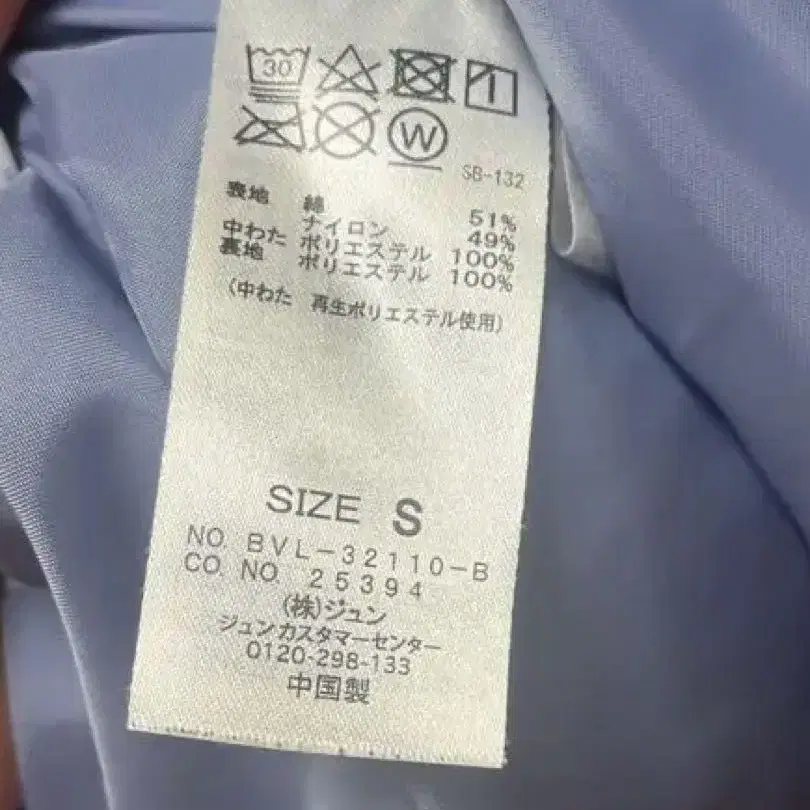 30
W
SB-132
表地 綿 51%
ナイロン 49%
中わた ポリエステル 100%
裏地 ポリエステル 100%
(中わた 再生ポリエステル使用)
SIZE S
NO. BVL-32110-B
CO. NO. 25394
(株)ジュン
ジュンカスタマーセンター
0120-298-133
中国製